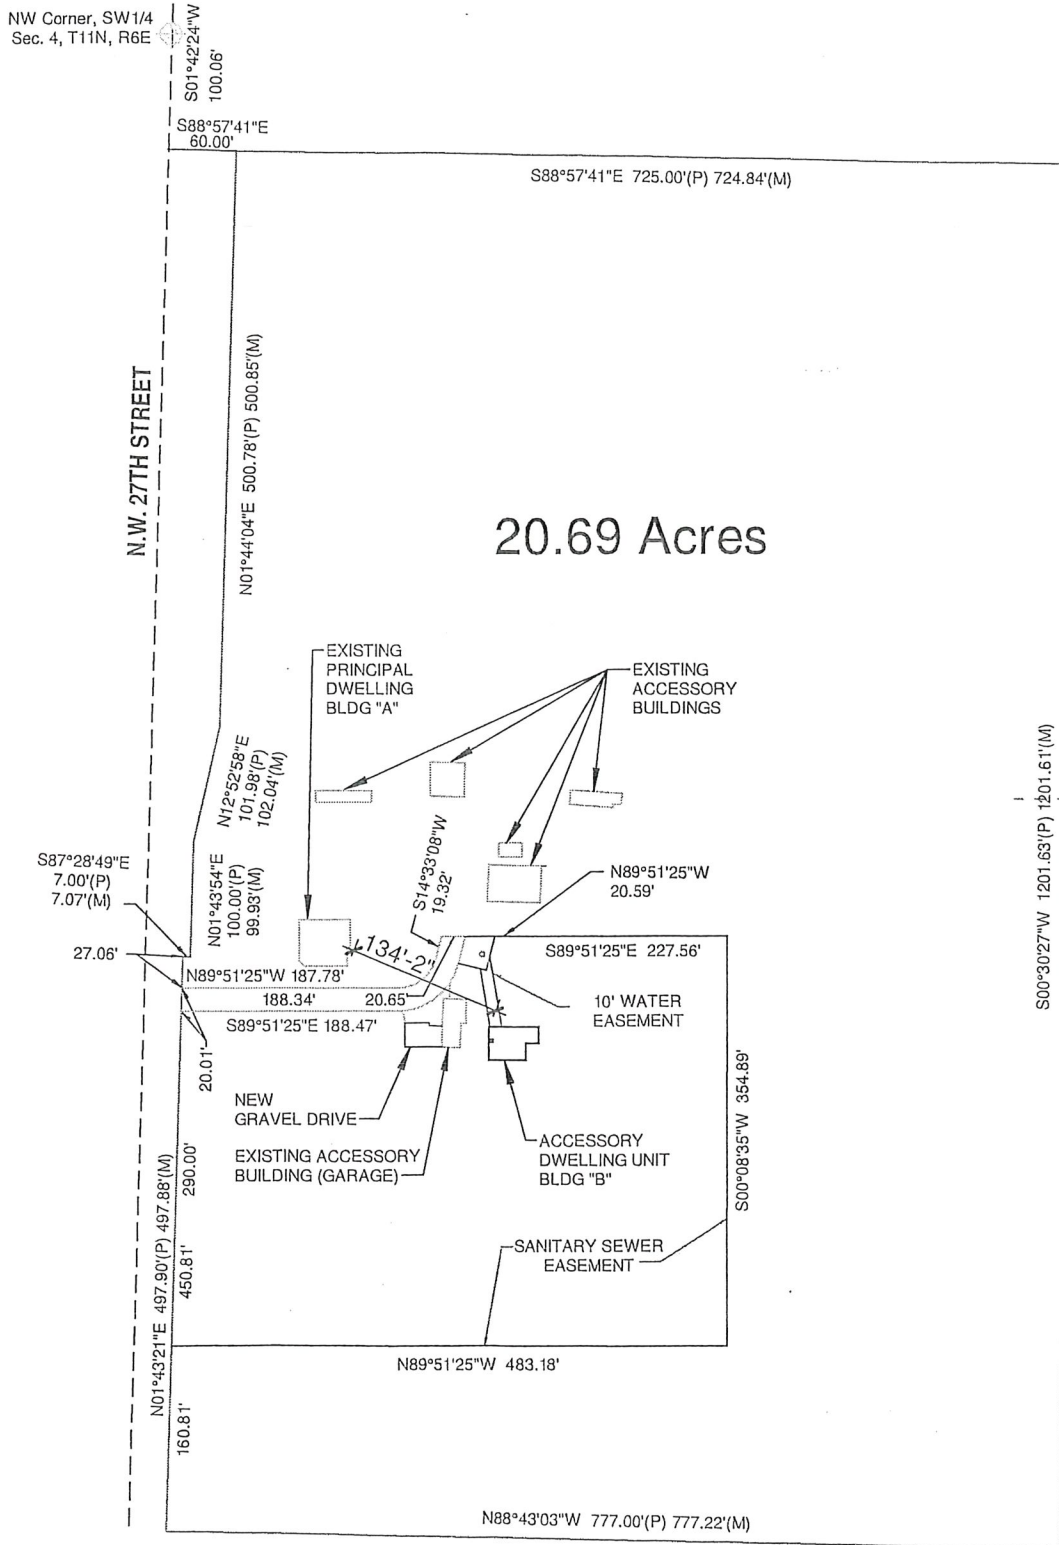 NW Corner, SW1/4
Sec. 4, T11N, R6E
S01°42'24"W
100.06'
S88°57'41"E
60.00'
S88°57'41"E 725.00'(P) 724.84'(M)
N.W. 27TH STREET
N01°44'04"E 500.78'(P) 500.85'(M)
20.69 Acres
EXISTING
PRINCIPAL
DWELLING
BLDG "A"
EXISTING
ACCESSORY
BUILDINGS
N12°52'58"E
101.98'(P)
102.04'(M)
S00°30'27"W 1201.63'(P) 1201.61'(M)
S87°28'49"E
7.00'(P)
7.07'(M)
N01°43'54"E
100.00'(P)
99.93'(M)
S14°33'08"W
19.32'
N89°51'25"W
20.59'
27.06'
134'-2"
S89°51'25"E 227.56'
N89°51'25"W 187.78'
188.34'
20.65'
S89°51'25"E 188.47'
10' WATER
EASEMENT
20.01'
NEW
GRAVEL DRIVE
EXISTING ACCESSORY
BUILDING (GARAGE)
ACCESSORY
DWELLING UNIT
BLDG "B"
S00°08'35"W 354.89'
290.00'
N01°43'21"E 497.90'(P) 497.88'(M)
450.81'
SANITARY SEWER
EASEMENT
N89°51'25"W 483.18'
160.81'
N88°43'03"W 777.00'(P) 777.22'(M)